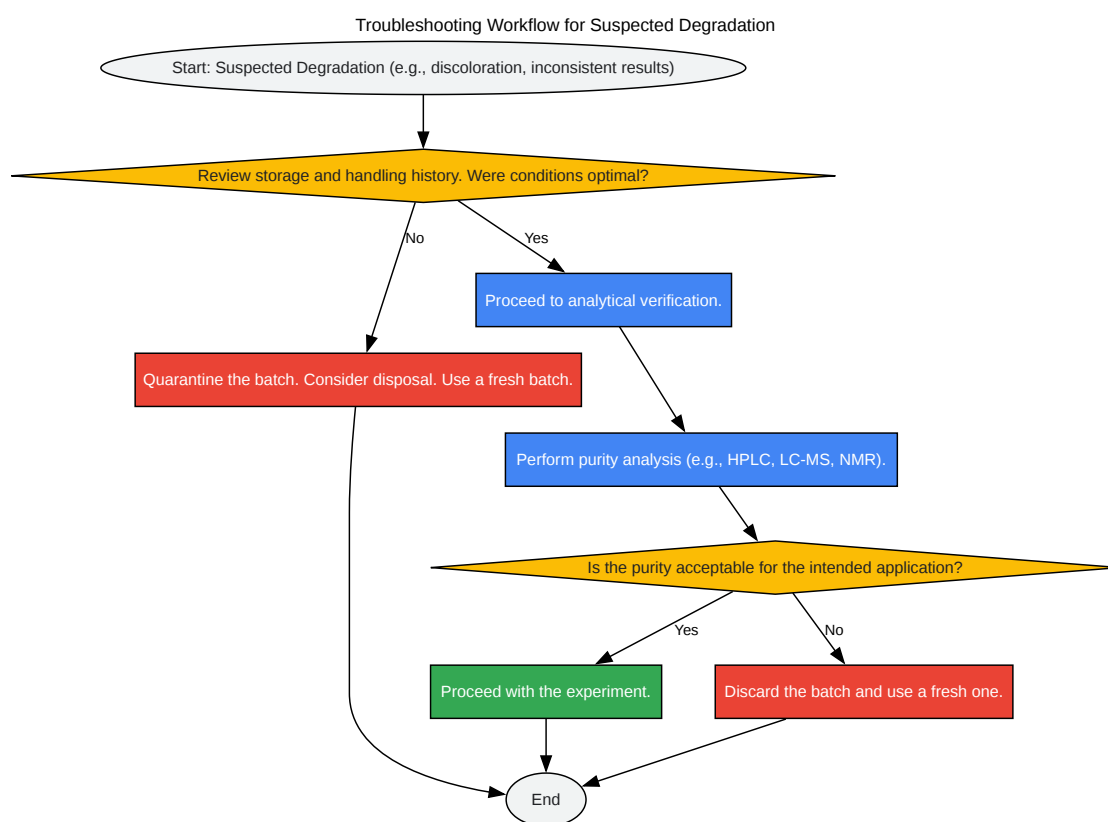 Troubleshooting Workflow for Suspected Degradation
Start: Suspected Degradation (e.g., discoloration, inconsistent results)
Review storage and handling history. Were conditions optimal?
No
Yes
Proceed to analytical verification.
Quarantine the batch. Consider disposal. Use a fresh batch.
Perform purity analysis (e.g., HPLC, LC-MS, NMR).
Is the purity acceptable for the intended application?
Yes
No
Proceed with the experiment.
Discard the batch and use a fresh one.
End